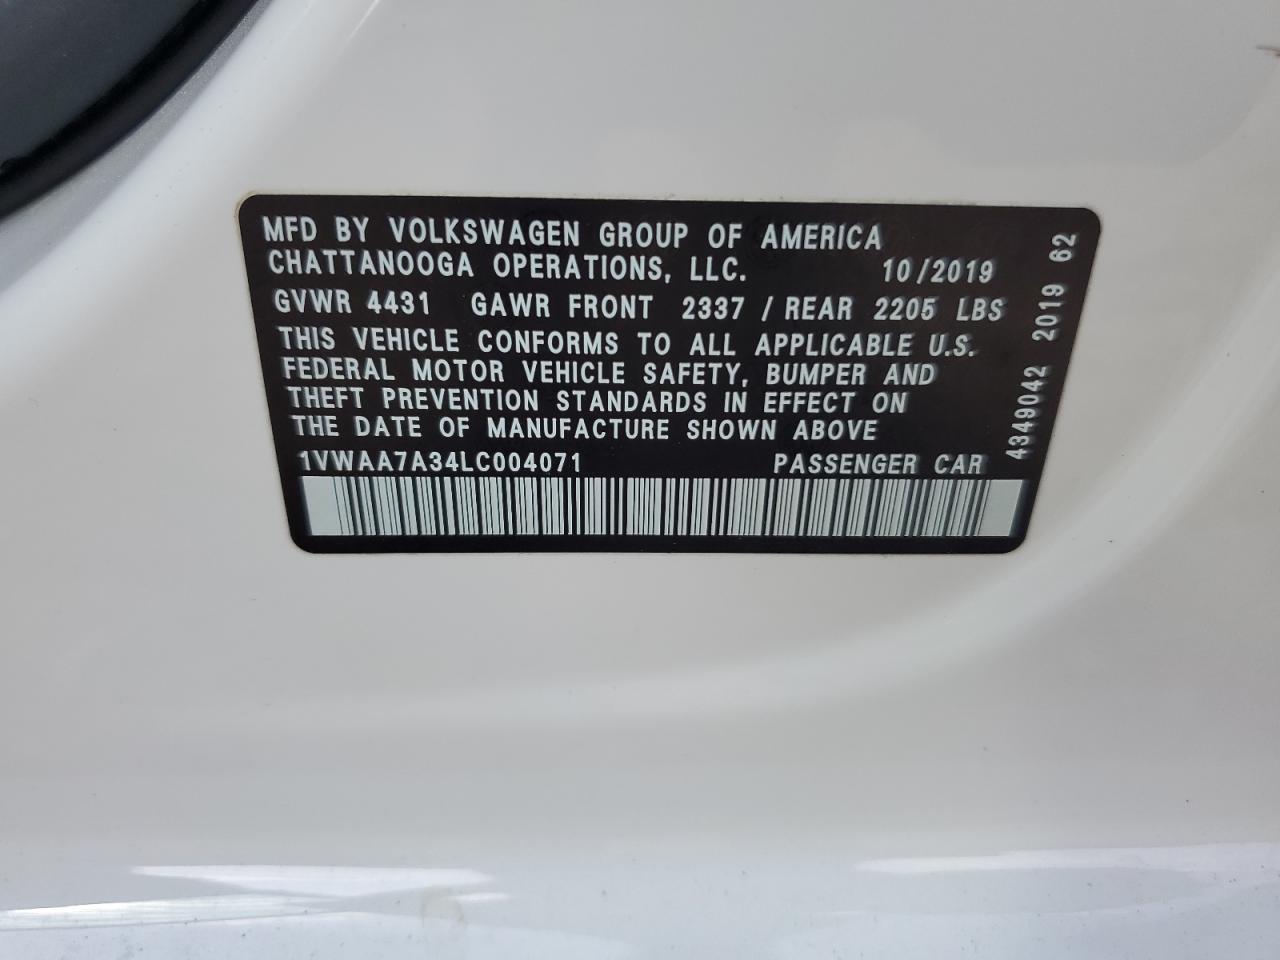 MFD BY VOLKSWAGEN GROUP OF AMERICA
CHATTANOOGA OPERATIONS, LLC. 10/2019
GVWR 4431 GAWR FRONT 2337 / REAR 2205 LBS
THIS VEHICLE CONFORMS TO ALL APPLICABLE U.S.
FEDERAL MOTOR VEHICLE SAFETY, BUMPER AND
THEFT PREVENTION STANDARDS IN EFFECT ON
THE DATE OF MANUFACTURE SHOWN ABOVE
1VWAA7A34LC004071 PASSENGER CAR
4349042 2019 62